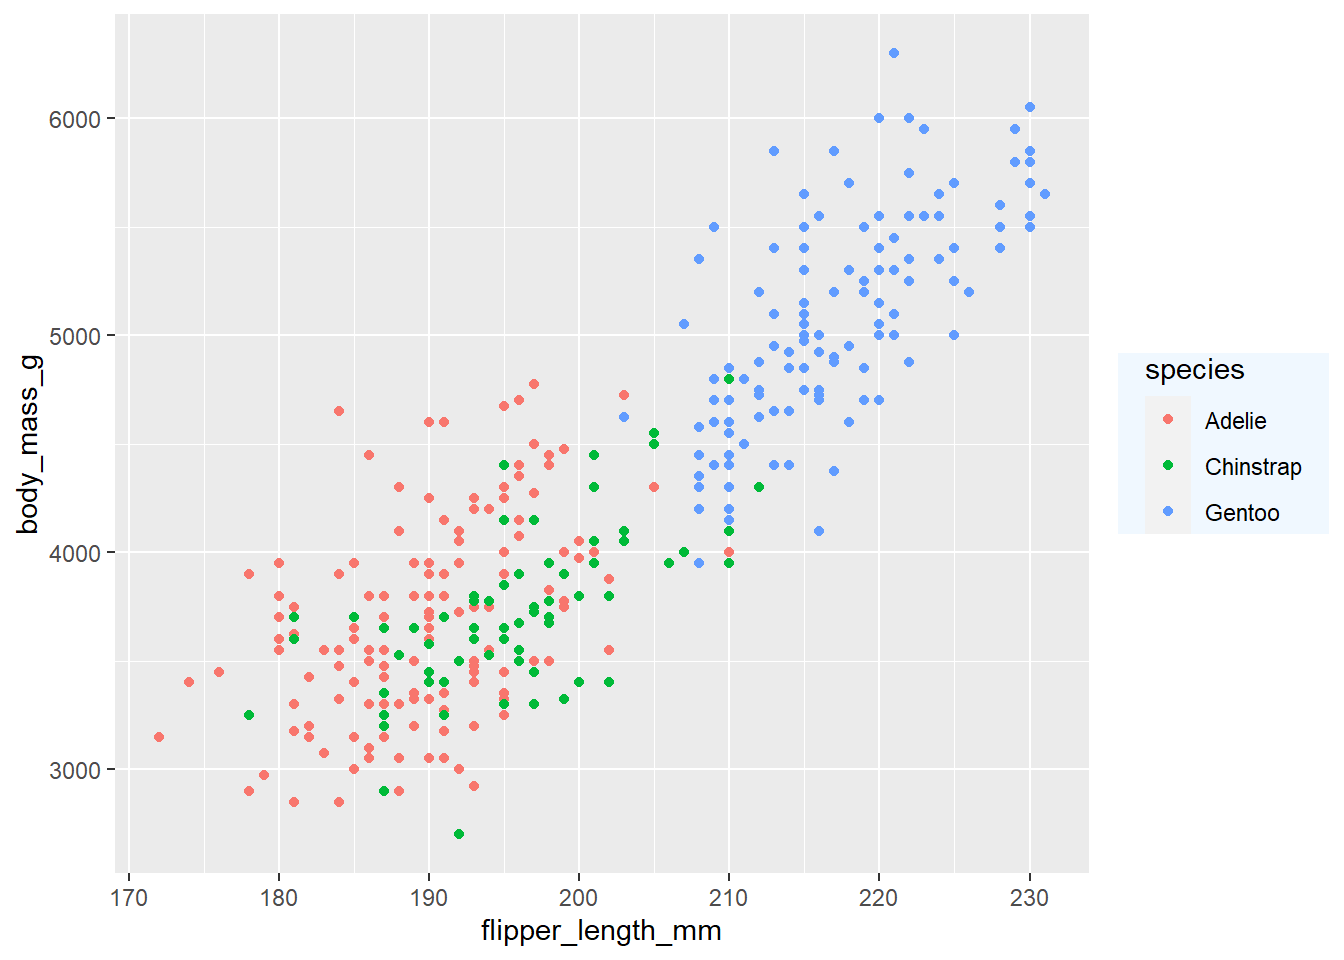 6000
5000
4000
3000
body_mass_g
170 180 190 200 210 220 230
flipper_length_mm
species
Adelie
Chinstrap
Gentoo